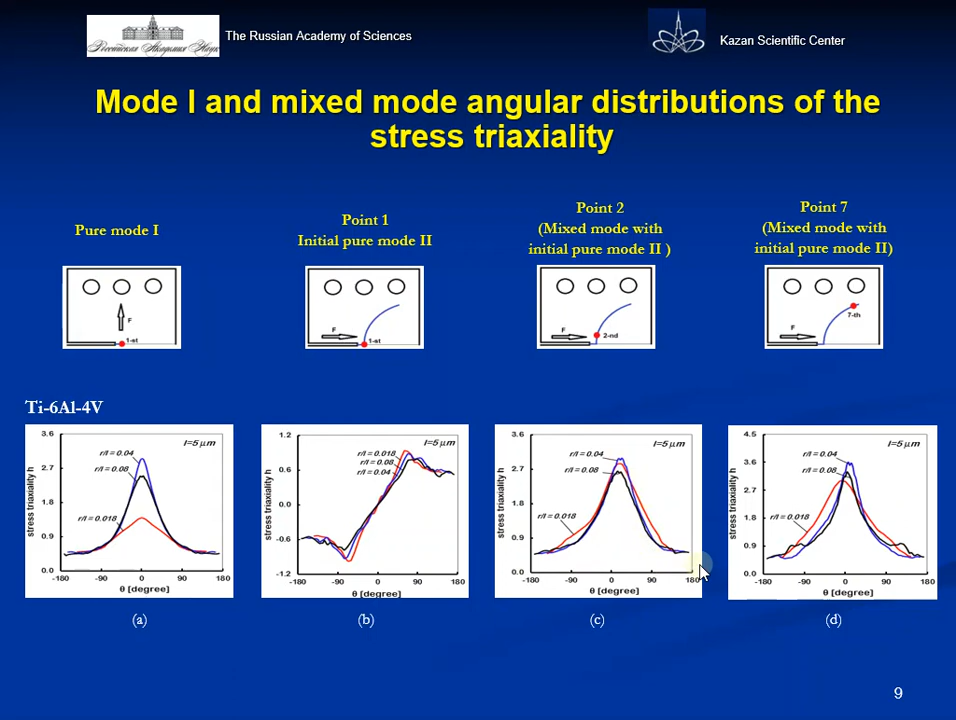 Российская Академия Наук
The Russian Academy of Sciences
Kazan Scientific Center
Mode I and mixed mode angular distributions of the
stress triaxiality
Pure mode I
Point 1
Initial pure mode II
Point 2
(Mixed mode with
initial pure mode II )
Point 7
(Mixed mode with
initial pure mode II)
F
1-st
F
1-st
F
2-nd
F
7-th
Ti-6Al-4V
3.6
2.7
1.8
0.9
0.0
stress triaxiality h
l=5 μm
r/l = 0.04
r/l = 0.08
r/l = 0.018
-180 -90 0 90 180
θ [degree]
(a)
1.2
0.6
0.0
-0.6
-1.2
stress triaxiality h
l=5 μm
r/l = 0.018
r/l = 0.08
r/l = 0.04
-180 -90 0 90 180
θ [degree]
(b)
3.6
2.7
1.8
0.9
0.0
stress triaxiality h
l=5 μm
r/l = 0.04
r/l = 0.08
r/l = 0.018
-180 -90 0 90 180
θ [degree]
(c)
4.5
3.6
2.7
1.8
0.9
0.0
stress triaxiality h
l=5 μm
r/l = 0.04
r/l = 0.08
r/l = 0.018
-180 -90 0 90 180
θ [degree]
(d)
9